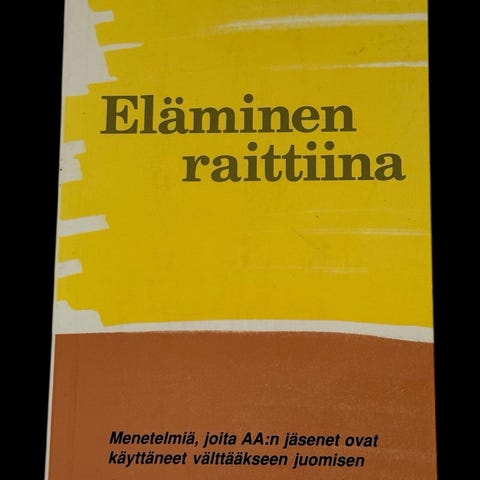 Eläminen
raittiina
Menetelmiä, joita AA:n jäsenet ovat
käyttäneet välttääkseen juomisen